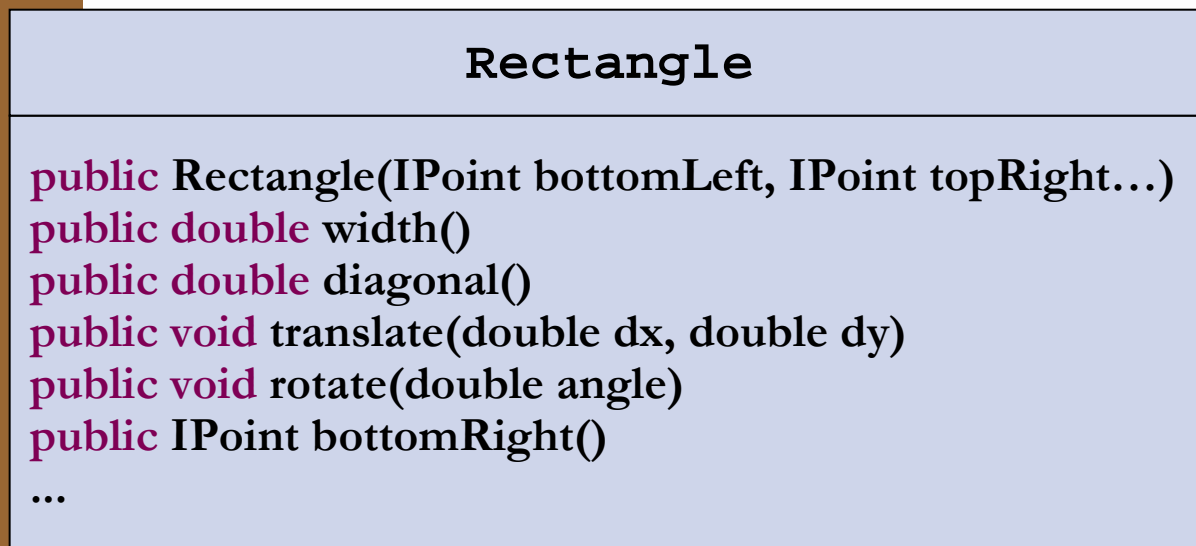 Rectangle
public Rectangle(IPoint bottomLeft, IPoint topRight…)
public double width()
public double diagonal()
public void translate(double dx, double dy)
public void rotate(double angle)
public IPoint bottomRight()
...